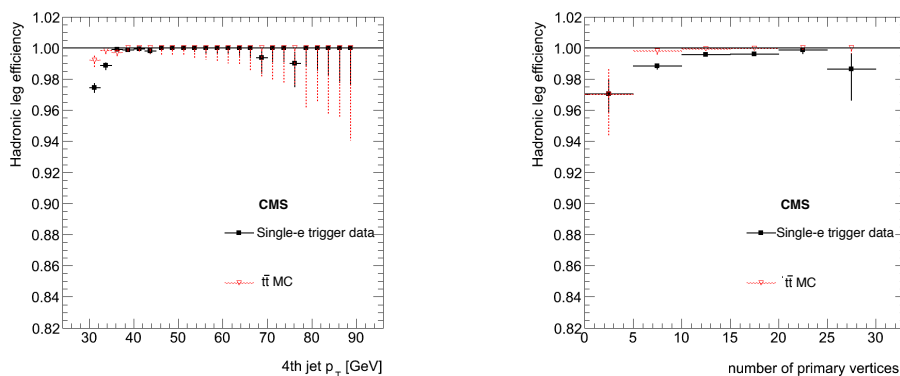 Hadronic leg efficiency
1.02
1.00
0.98
0.96
0.94
0.92
0.90
0.88
0.86
0.84
0.82
CMS
Single-e trigger data
tt̄ MC
30 40 50 60 70 80 90
4th jet p_T [GeV]
Hadronic leg efficiency
1.02
1.00
0.98
0.96
0.94
0.92
0.90
0.88
0.86
0.84
0.82
CMS
Single-e trigger data
tt̄ MC
0 5 10 15 20 25 30
number of primary vertices